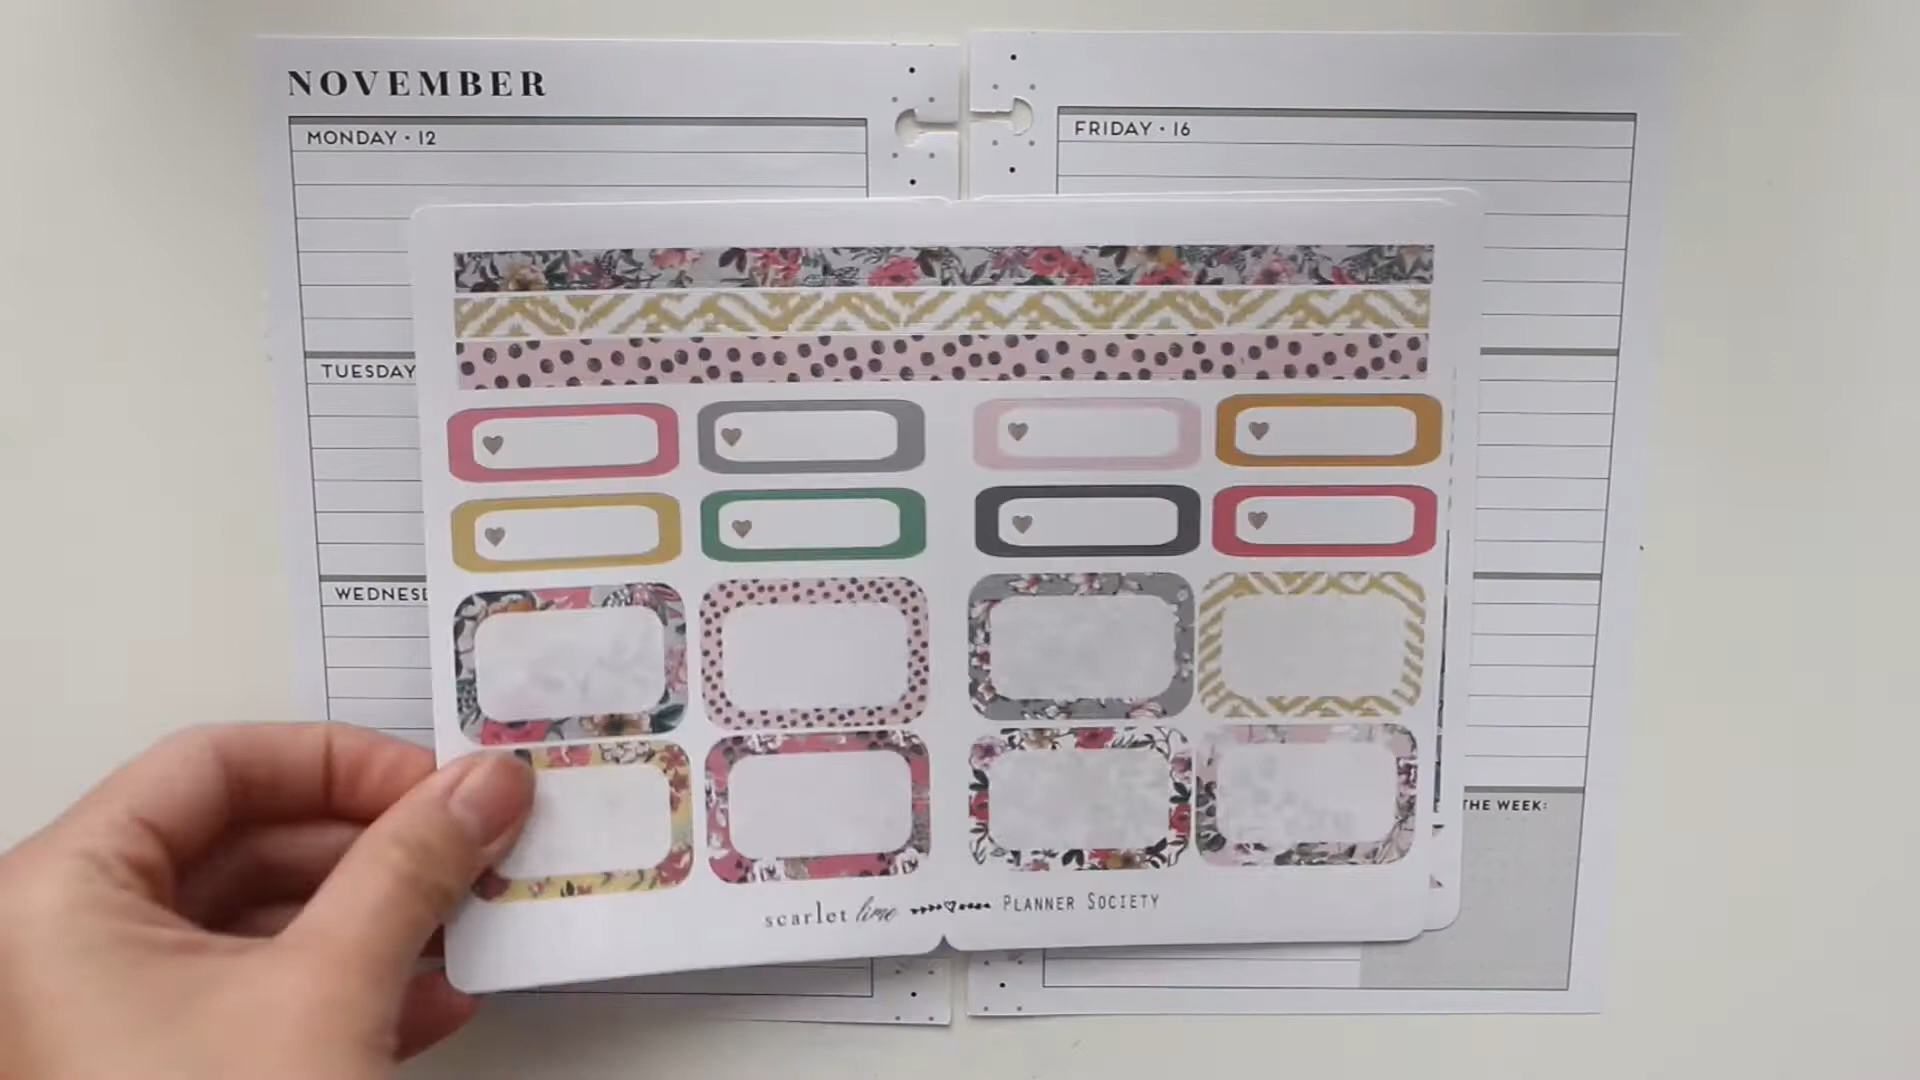 NOVEMBER
MONDAY • 12
FRIDAY • 16
TUESDAY
WEDNESD
THE WEEK:
scarlet lime
PLANNER SOCIETY